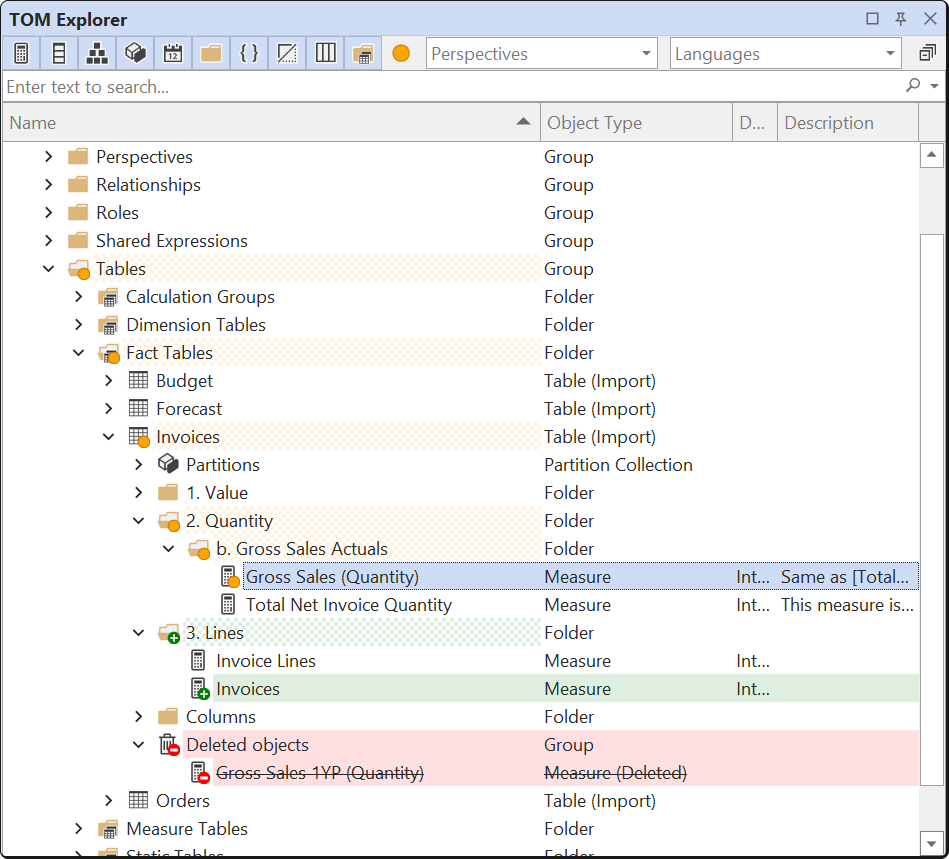 TOM Explorer
12 { } Perspectives Languages
Enter text to search...
Name Object Type D... Description
Perspectives Group
Relationships Group
Roles Group
Shared Expressions Group
Tables Group
Calculation Groups Folder
Dimension Tables Folder
Fact Tables Folder
Budget Table (Import)
Forecast Table (Import)
Invoices Table (Import)
Partitions Partition Collection
1. Value Folder
2. Quantity Folder
b. Gross Sales Actuals Folder
Gross Sales (Quantity) Measure Int... Same as [Total...
Total Net Invoice Quantity Measure Int... This measure is...
3. Lines Folder
Invoice Lines Measure Int...
Invoices Measure Int...
Columns Folder
Deleted objects Group
Gross Sales 1YP (Quantity) Measure (Deleted)
Orders Table (Import)
Measure Tables Folder
Static Tables Folder